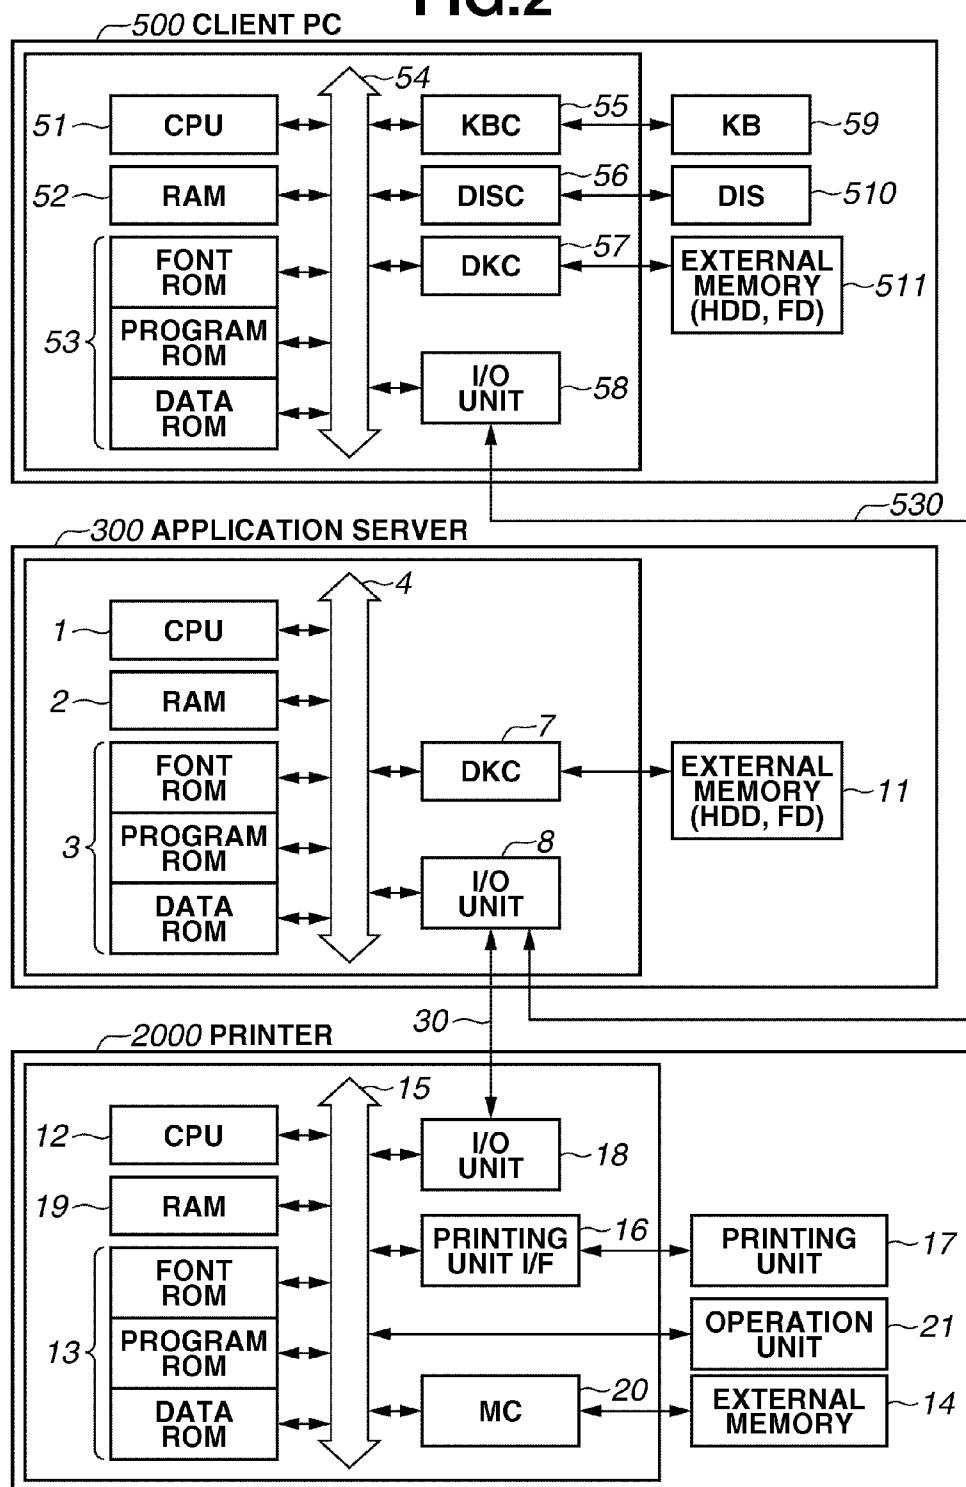 FIG.2
500 CLIENT PC
54
51
CPU
KBC
55
KB
59
52
RAM
DISC
56
DIS
510
53
FONT
ROM
PROGRAM
ROM
DATA
ROM
DKC
57
EXTERNAL
MEMORY
(HDD, FD)
511
I/O
UNIT
58
530
300 APPLICATION SERVER
4
1
CPU
2
RAM
3
FONT
ROM
PROGRAM
ROM
DATA
ROM
7
DKC
EXTERNAL
MEMORY
(HDD, FD)
11
8
I/O
UNIT
30
2000 PRINTER
15
12
CPU
I/O
UNIT
18
19
RAM
PRINTING
UNIT I/F
16
PRINTING
UNIT
17
13
FONT
ROM
PROGRAM
ROM
DATA
ROM
OPERATION
UNIT
21
MC
20
EXTERNAL
MEMORY
14